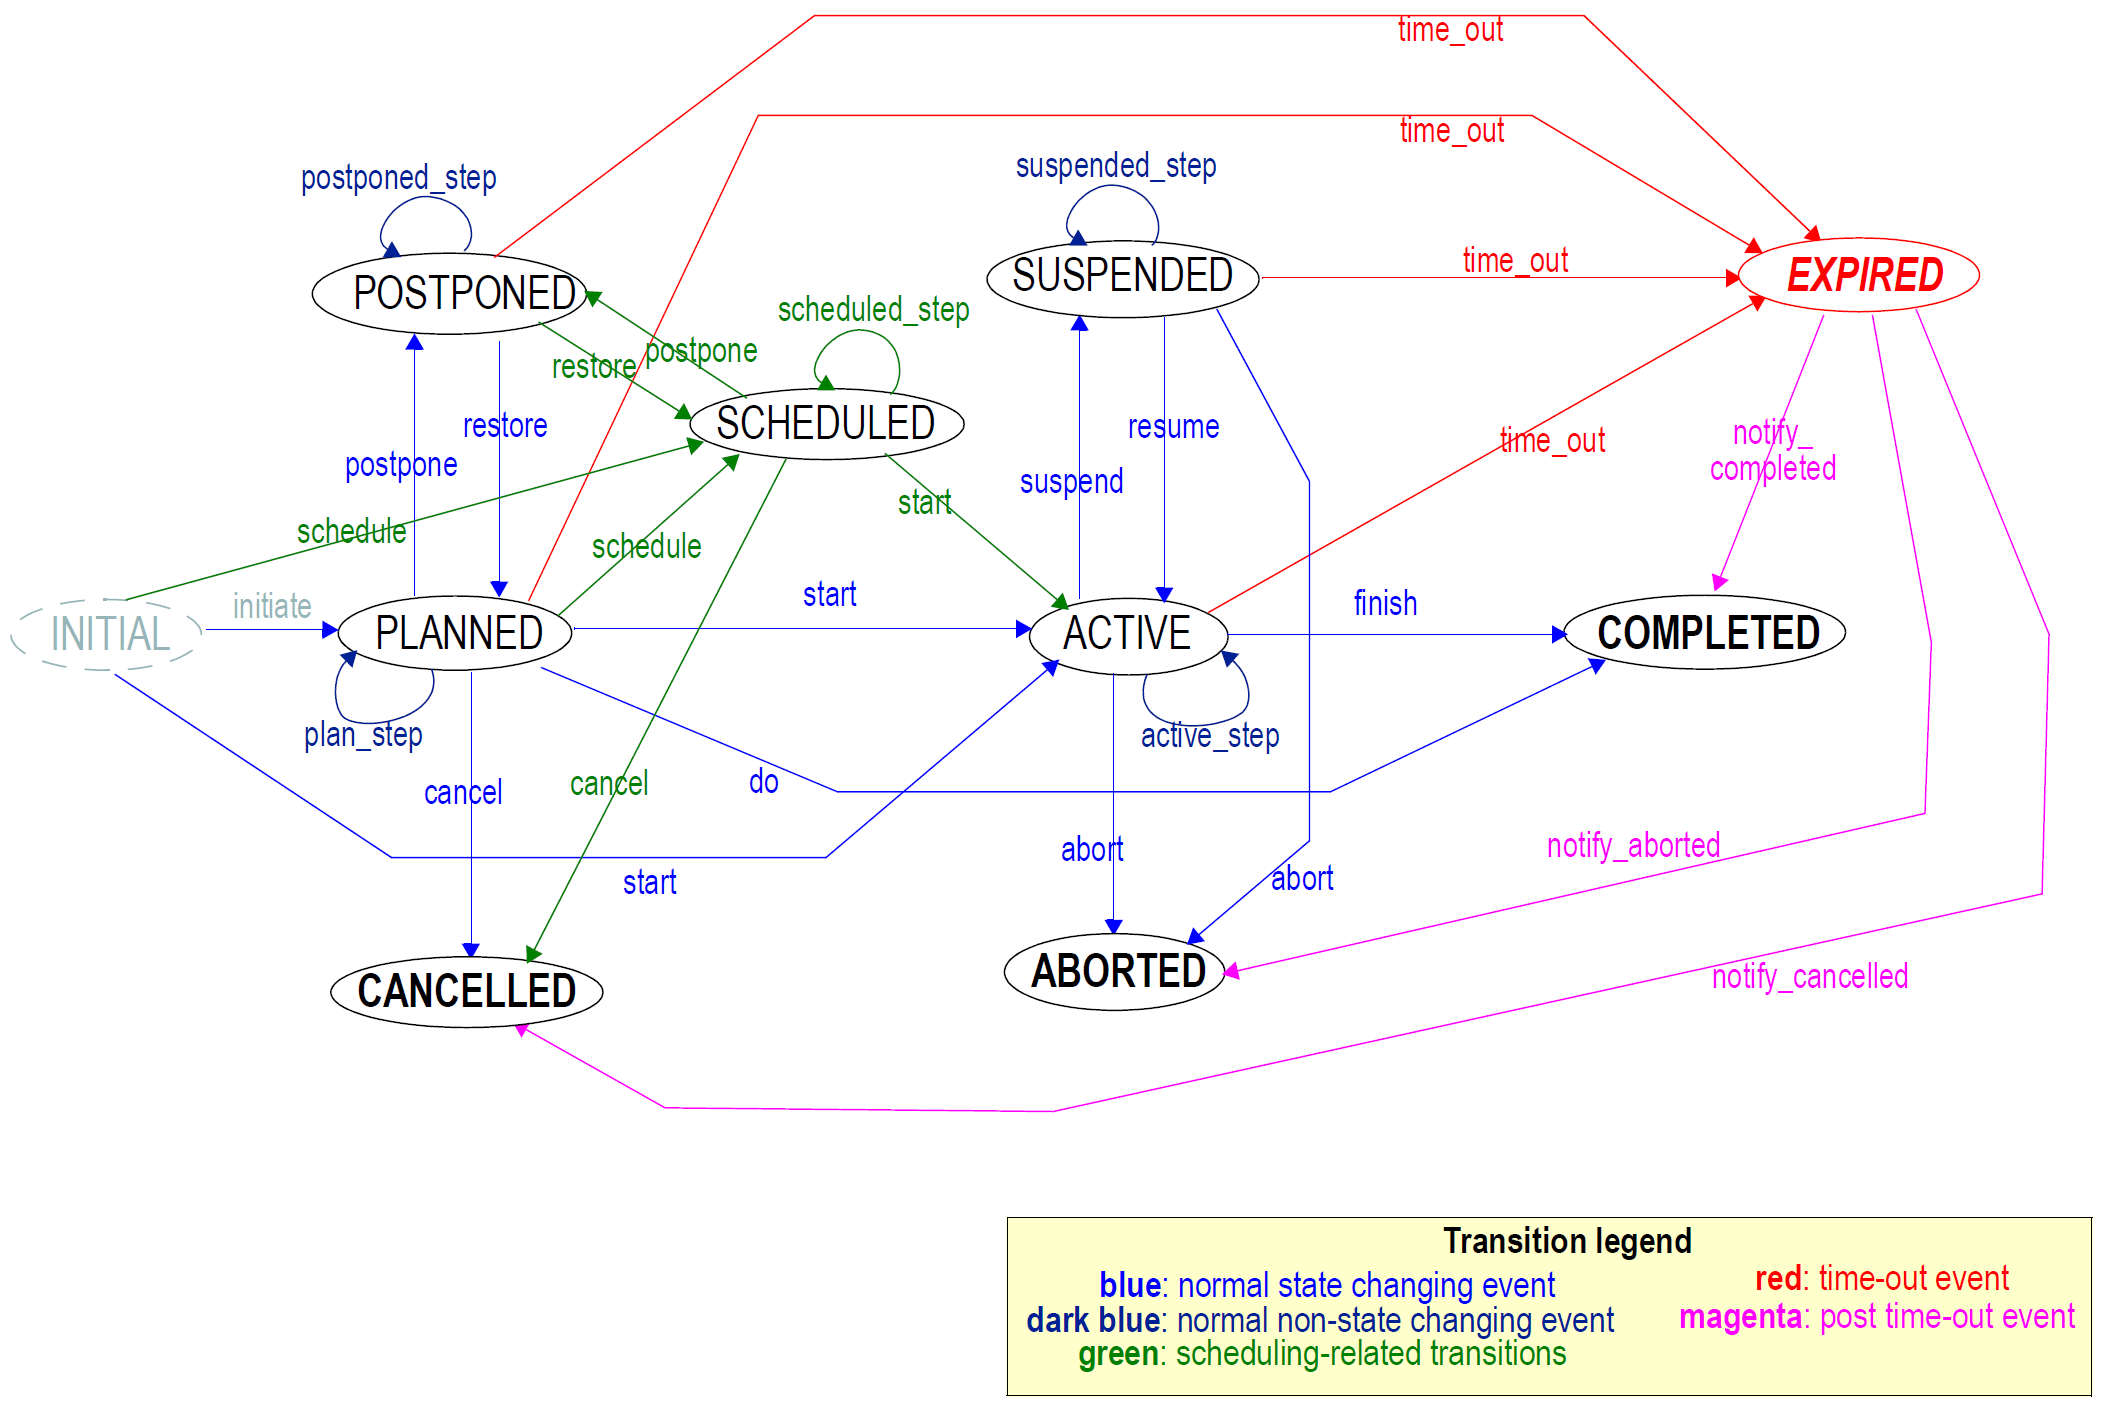 time_out
time_out
postponed_step
suspended_step
POSTPONED
SUSPENDED
time_out
EXPIRED
scheduled_step
restore
postpone
SCHEDULED
restore
postpone
resume
suspend
time_out
notify_
completed
start
schedule
schedule
initiate
start
finish
INITIAL
PLANNED
ACTIVE
COMPLETED
plan_step
active_step
cancel
cancel
do
start
abort
abort
notify_aborted
CANCELLED
ABORTED
notify_cancelled
Transition legend
blue: normal state changing event
red: time-out event
dark blue: normal non-state changing event
magenta: post time-out event
green: scheduling-related transitions